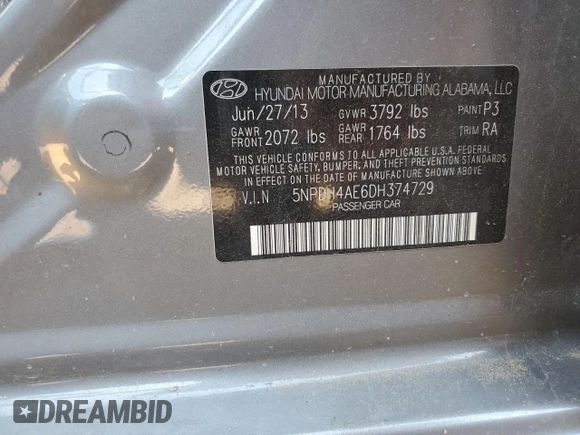 MANUFACTURED BY
HYUNDAI MOTOR MANUFACTURING ALABAMA, LLC
Jun/27/13 GVWR 3792 lbs PAINT P3
GAWR FRONT 2072 lbs GAWR REAR 1764 lbs TRIM RA
THIS VEHICLE CONFORMS TO ALL APPLICABLE U.S.A. FEDERAL
MOTOR VEHICLE SAFETY, BUMPER, AND THEFT PREVENTION STANDARDS
IN EFFECT ON THE DATE OF MANUFACTURE SHOWN ABOVE
V.I.N 5NPDH4AE6DH374729
PASSENGER CAR
DREAMBID